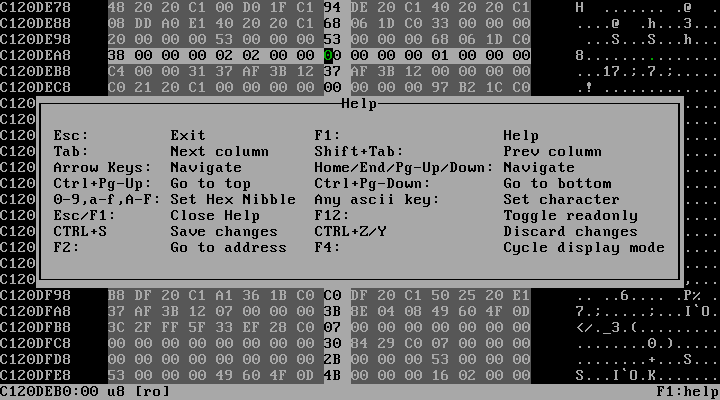 C120DE78 48 20 20 C1 00 D0 1F C1 94 DE 20 C1 40 20 20 C1 H .@
C120DE88 08 DD A0 E1 40 20 20 C1 68 06 1D C0 33 00 00 00 ....@ .h...3...
C120DE98 20 00 00 00 53 00 00 00 53 00 00 00 68 06 1D C0 ...S...S...h...
C120DEA8 38 00 00 00 02 02 00 00 00 00 00 00 01 00 00 00 8...............
C120DEB8 C4 00 00 31 37 AF 3B 12 37 AF 3B 12 00 00 00 00 ...17.;.7.;.....
C120DEC8 C0 21 20 C1 00 00 00 00 00 00 00 00 97 B2 1C C0 .! .............
Help
Esc: Exit F1: Help
Tab: Next column Shift+Tab: Prev column
Arrow Keys: Navigate Home/End/Pg-Up/Down: Navigate
Ctrl+Pg-Up: Go to top Ctrl+Pg-Down: Go to bottom
0-9,a-f,A-F: Set Hex Nibble Any ascii key: Set character
Esc/F1: Close Help F12: Toggle readonly
CTRL+S Save changes CTRL+Z/Y Discard changes
F2: Go to address F4: Cycle display mode
C120DF98 B8 DF 20 C1 A1 36 1B C0 C0 DF 20 C1 50 25 20 E1 .. ..6.... .P% .
C120DFA8 37 AF 3B 12 07 00 00 00 3B 8E 04 08 49 60 4F 0D 7.;.....;...I`O.
C120DFB8 3C 2F FF 5F 33 EF 28 C0 07 00 00 00 00 00 00 00 </._3.(.........
C120DFC8 00 00 00 00 00 00 00 00 30 84 29 C0 07 00 00 00 ........0.).....
C120DFD8 00 00 00 00 00 00 00 00 2B 00 00 00 53 00 00 00 ........+...S...
C120DFE8 53 00 00 00 49 60 4F 0D 4B 00 00 00 16 02 00 00 S...I`O.K.......
C120DEB0:00 u8 [ro] F1:help